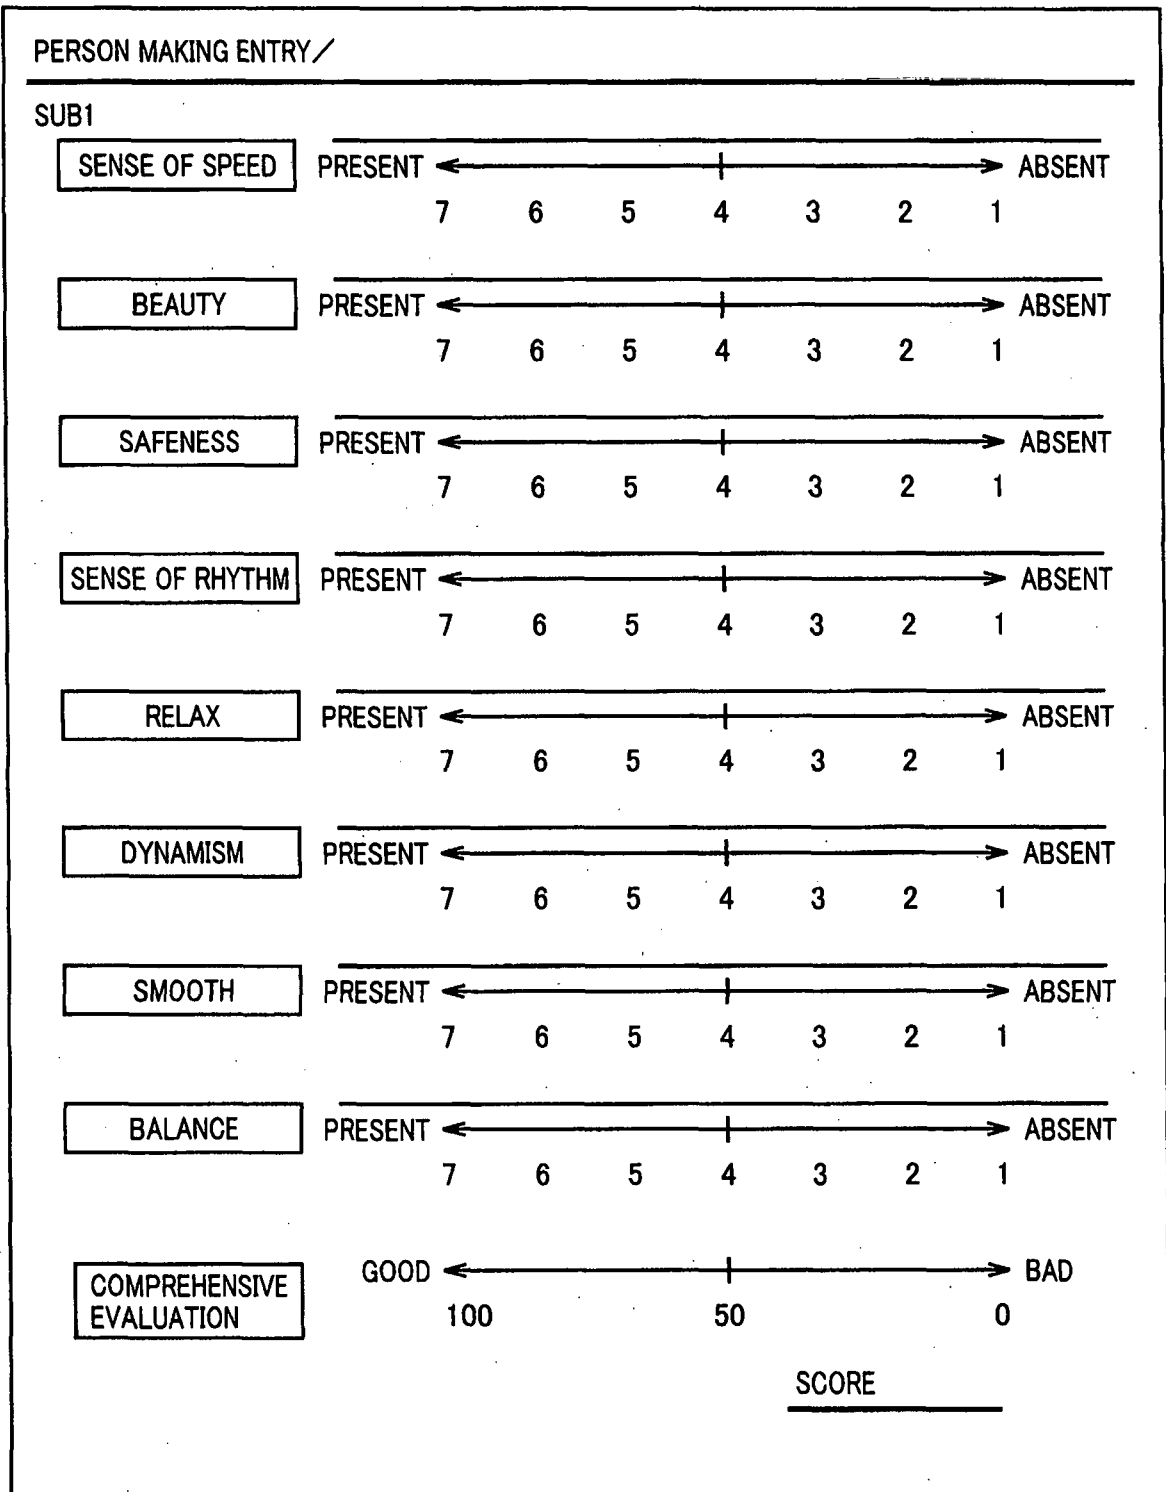 PERSON MAKING ENTRY/
SUB1
SENSE OF SPEED PRESENT ABSENT
7 6 5 4 3 2 1
BEAUTY PRESENT ABSENT
7 6 5 4 3 2 1
SAFENESS PRESENT ABSENT
7 6 5 4 3 2 1
SENSE OF RHYTHM PRESENT ABSENT
7 6 5 4 3 2 1
RELAX PRESENT ABSENT
7 6 5 4 3 2 1
DYNAMISM PRESENT ABSENT
7 6 5 4 3 2 1
SMOOTH PRESENT ABSENT
7 6 5 4 3 2 1
BALANCE PRESENT ABSENT
7 6 5 4 3 2 1
COMPREHENSIVE
EVALUATION
GOOD BAD
100 50 0
SCORE